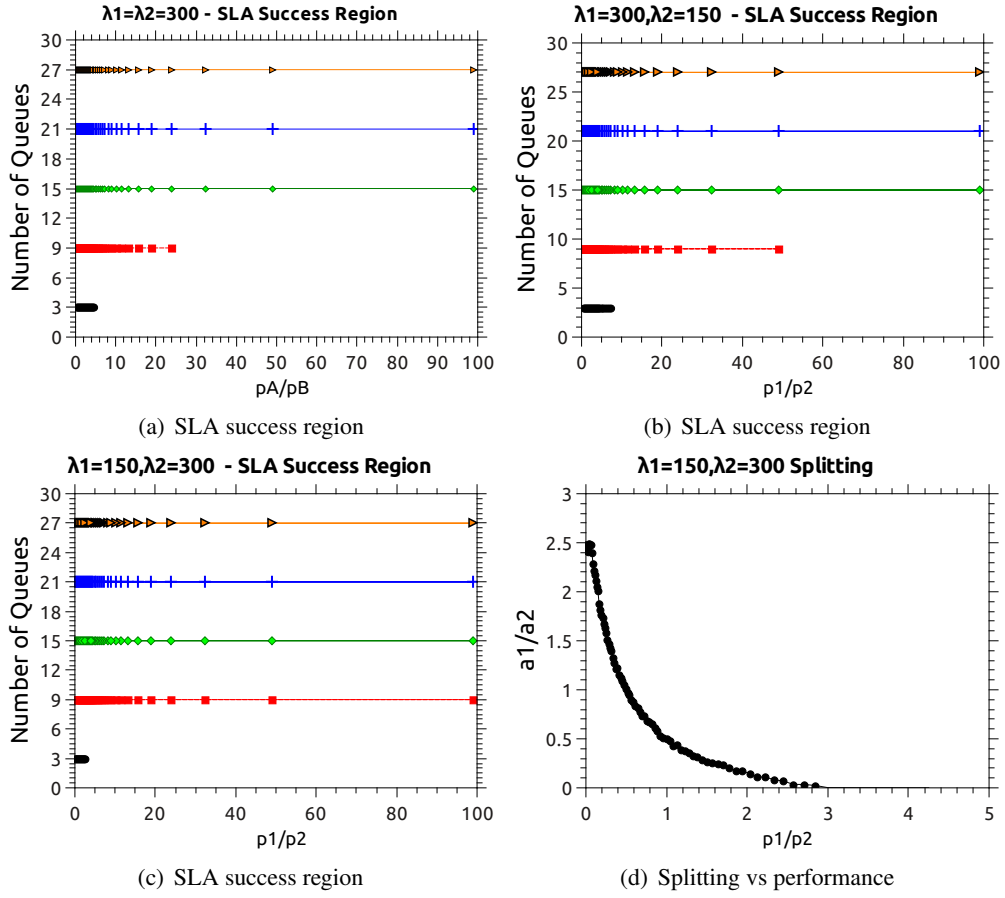 λ1=λ2=300 - SLA Success Region
30
27
24
21
18
15
12
9
6
3
0
Number of Queues
0 10 20 30 40 50 60 70 80 90 100
pA/pB
(a) SLA success region
λ1=300,λ2=150 - SLA Success Region
30
25
20
15
10
5
0
Number of Queues
0 20 40 60 80 100
p1/p2
(b) SLA success region
λ1=150,λ2=300 - SLA Success Region
30
27
24
21
18
15
12
9
6
3
0
Number of Queues
0 20 40 60 80 100
p1/p2
(c) SLA success region
λ1=150,λ2=300 Splitting
3
2.5
2
1.5
1
0.5
0
a1/a2
0 1 2 3 4 5
p1/p2
(d) Splitting vs performance